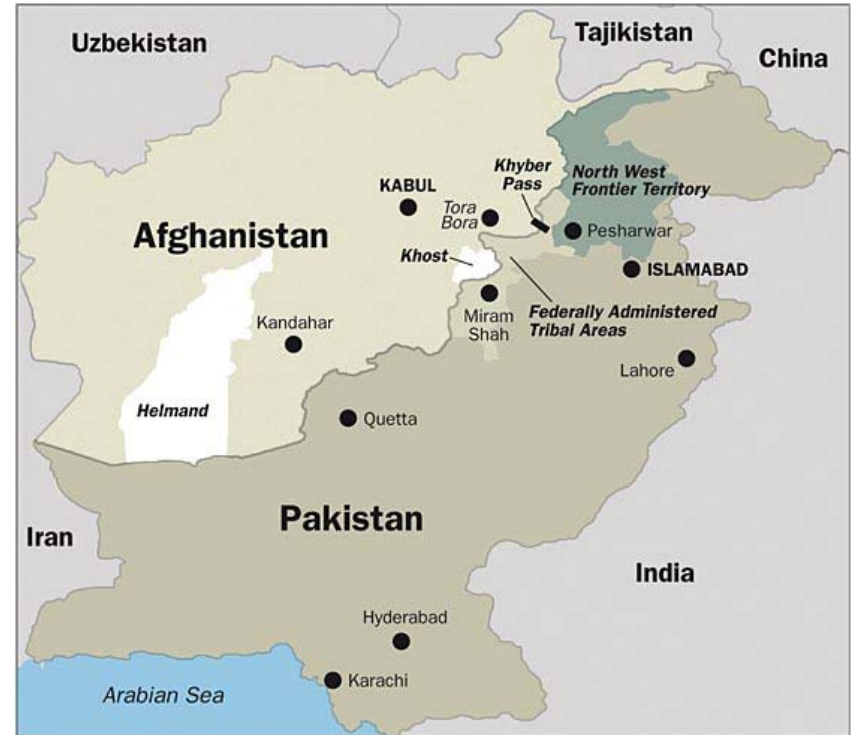 Uzbekistan
Tajikistan
China
Khyber
Pass
North West
Frontier Territory
KABUL
Tora
Bora
Pesharwar
Afghanistan
Khost
ISLAMABAD
Miram
Shah
Federally Administered
Tribal Areas
Kandahar
Lahore
Helmand
Quetta
Pakistan
Iran
India
Hyderabad
Karachi
Arabian Sea